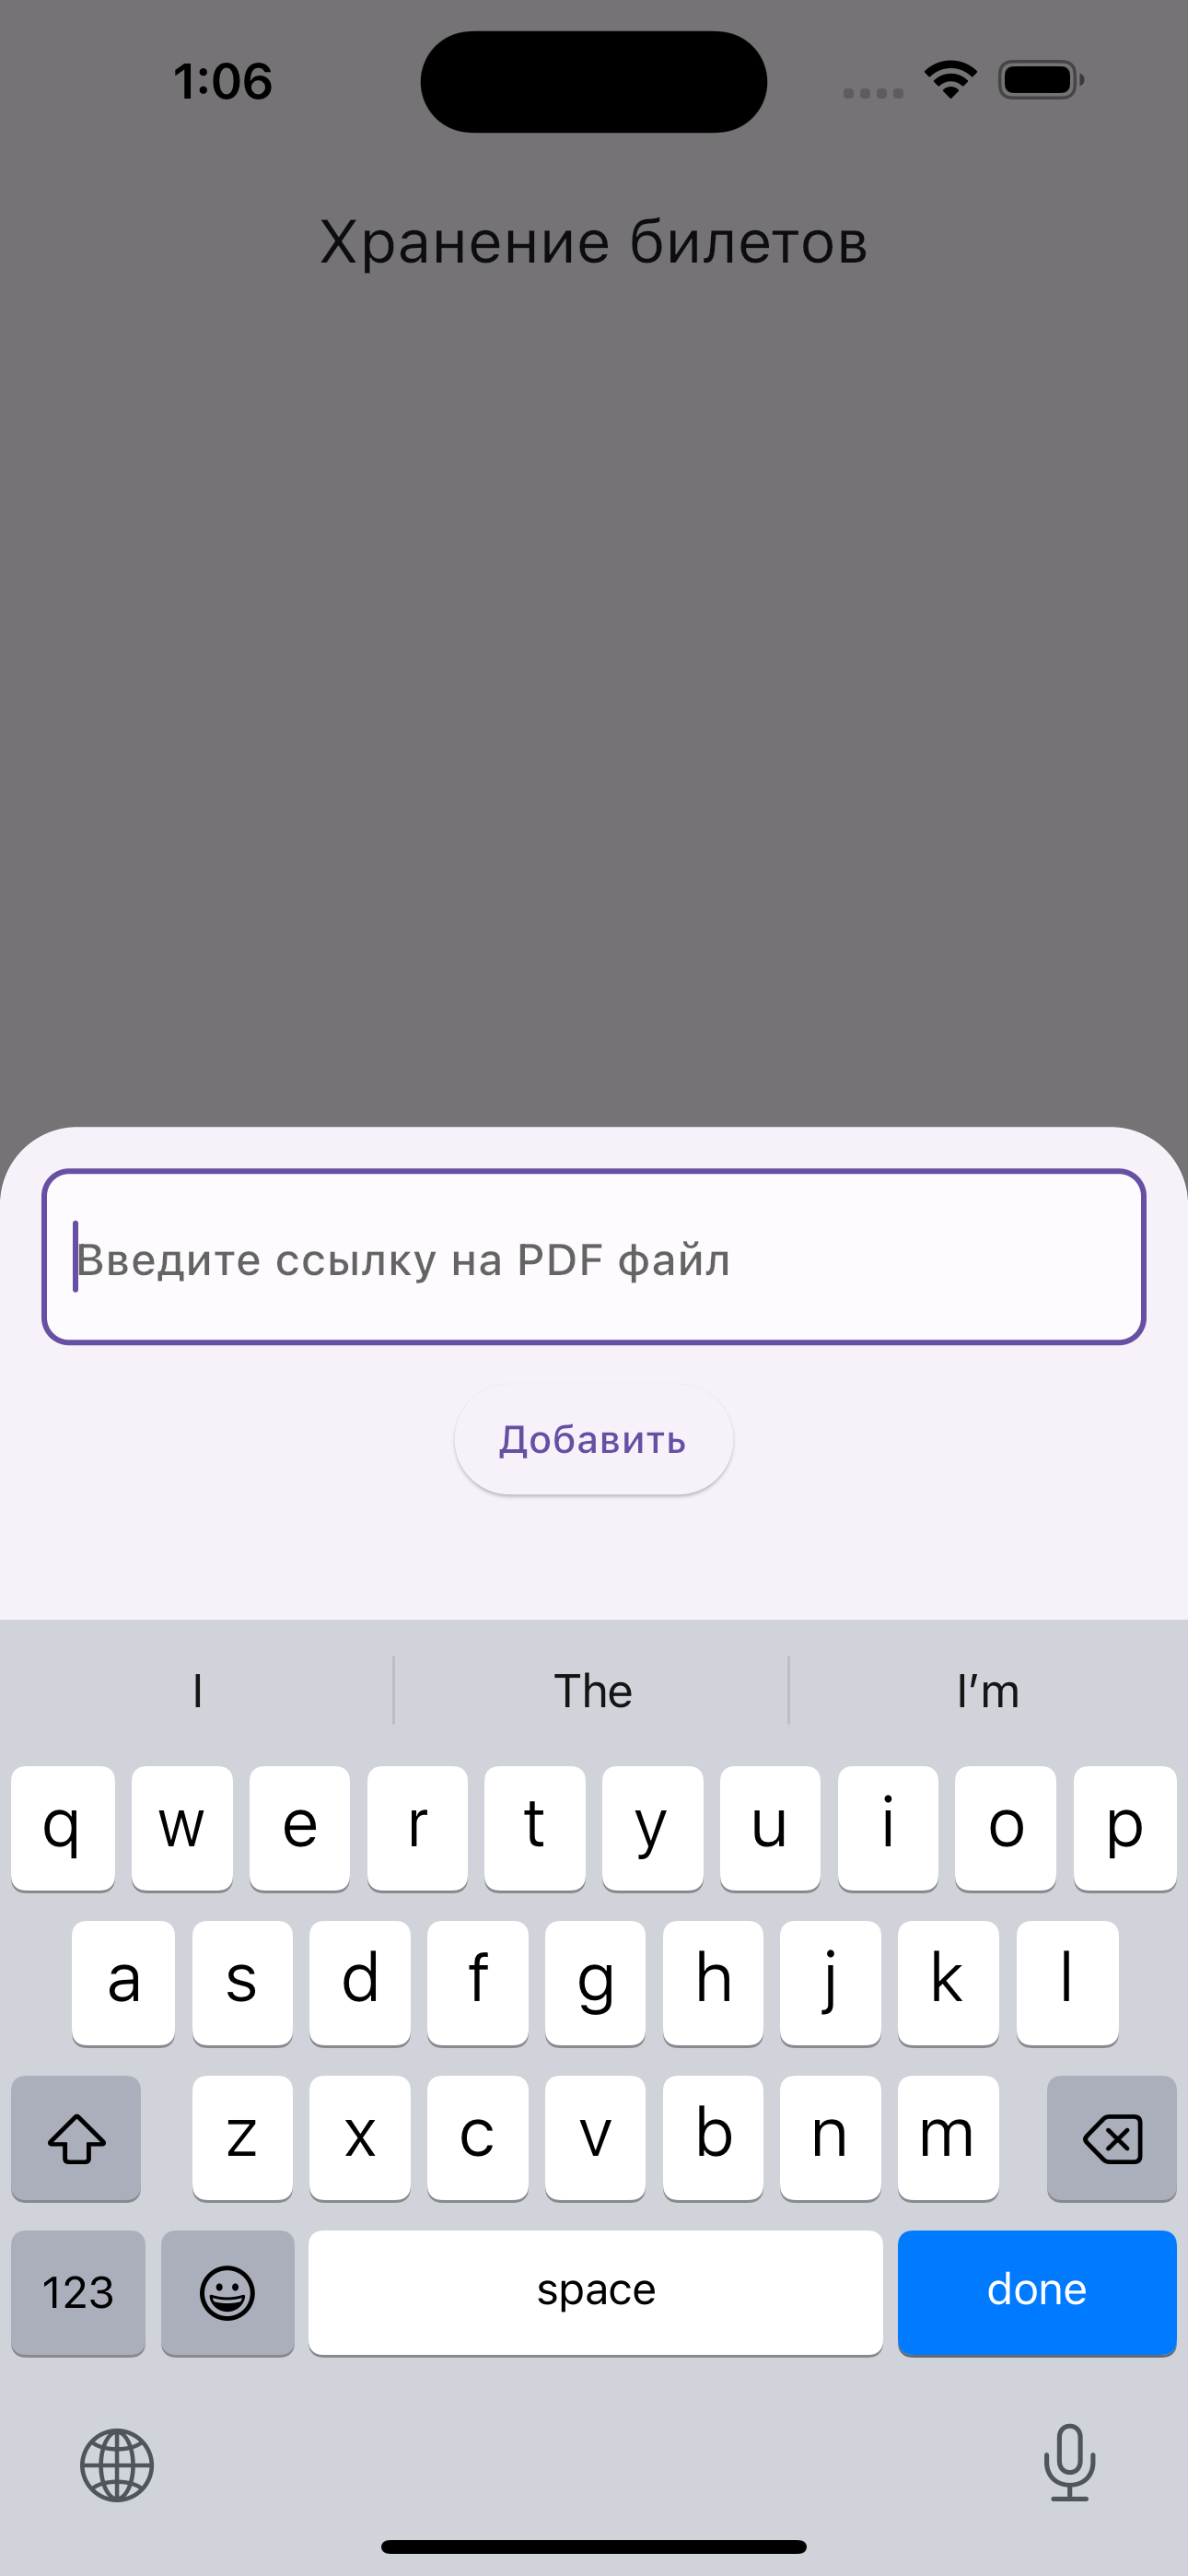 1:06
Хранение билетов
Введите ссылку на PDF файл
Добавить
I The I’m
q w e r t y u i o p
a s d f g h j k l
z x c v b n m
123 space done